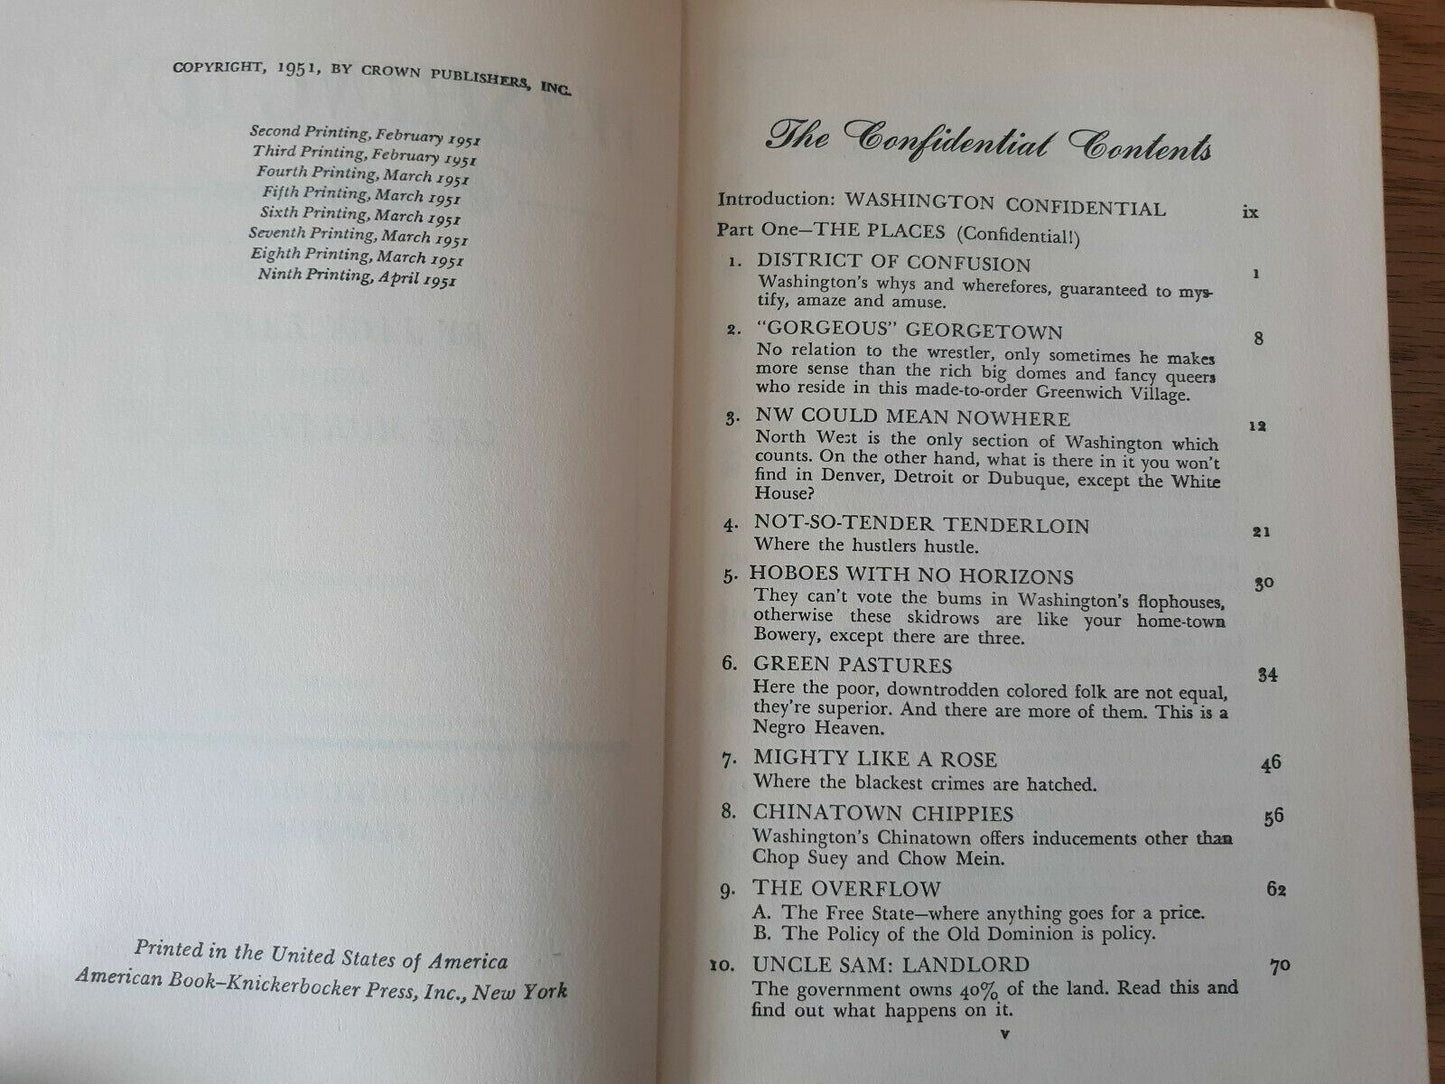 COPYRIGHT, 1951, BY CROWN PUBLISHERS, INC.
Second Printing, February 1951
Third Printing, February 1951
Fourth Printing, March 1951
Fifth Printing, March 1951
Sixth Printing, March 1951
Seventh Printing, March 1951
Eighth Printing, March 1951
Ninth Printing, April 1951
Printed in the United States of America
American Book–Knickerbocker Press, Inc., New York
The Confidential Contents
Introduction: WASHINGTON CONFIDENTIAL ix
Part One—THE PLACES (Confidential!)
1. DISTRICT OF CONFUSION 1
Washington's whys and wherefores, guaranteed to mys-
tify, amaze and amuse.
2. "GORGEOUS" GEORGETOWN 8
No relation to the wrestler, only sometimes he makes
more sense than the rich big domes and fancy queers
who reside in this made-to-order Greenwich Village.
3. NW COULD MEAN NOWHERE 12
North West is the only section of Washington which
counts. On the other hand, what is there in it you won't
find in Denver, Detroit or Dubuque, except the White
House?
4. NOT-SO-TENDER TENDERLOIN 21
Where the hustlers hustle.
5. HOBOES WITH NO HORIZONS 30
They can't vote the bums in Washington's flophouses,
otherwise these skidrows are like your home-town
Bowery, except there are three.
6. GREEN PASTURES 34
Here the poor, downtrodden colored folk are not equal,
they're superior. And there are more of them. This is a
Negro Heaven.
7. MIGHTY LIKE A ROSE 46
Where the blackest crimes are hatched.
8. CHINATOWN CHIPPIES 56
Washington's Chinatown offers inducements other than
Chop Suey and Chow Mein.
9. THE OVERFLOW 62
A. The Free State—where anything goes for a price.
B. The Policy of the Old Dominion is policy.
10. UNCLE SAM: LANDLORD 70
The government owns 40% of the land. Read this and
find out what happens on it.
v